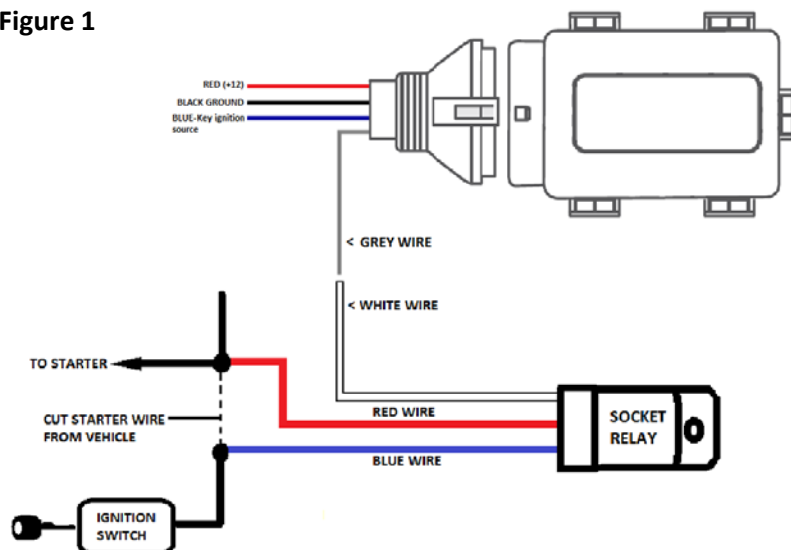 Figure 1
RED (+12)
BLACK GROUND
BLUE-Key ignition
source
< GREY WIRE
< WHITE WIRE
TO STARTER
CUT STARTER WIRE
FROM VEHICLE
RED WIRE
BLUE WIRE
SOCKET
RELAY
IGNITION
SWITCH